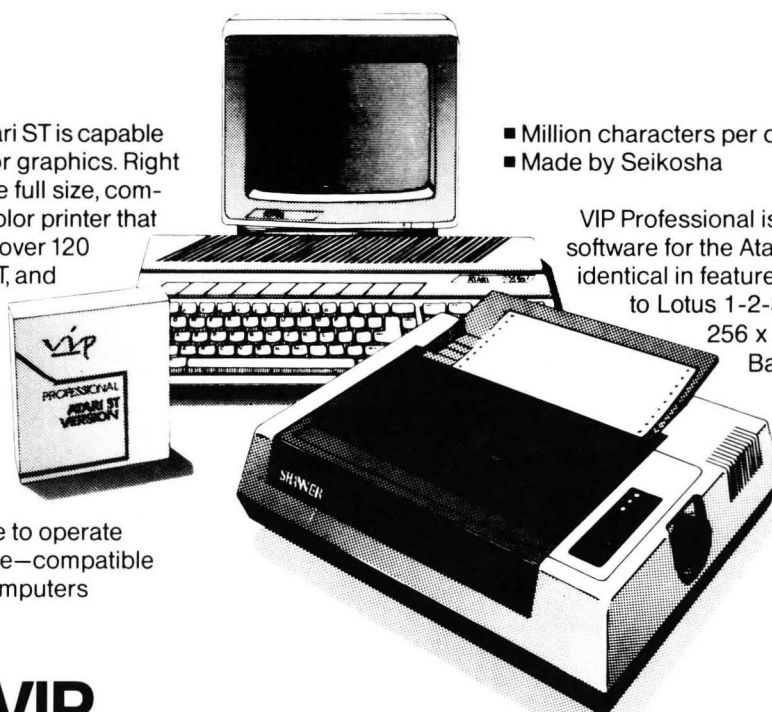 ari ST is capable
or graphics. Right
e full size, com-
olor printer that
over 120
T, and
■ Million characters per
■ Made by Seikosha
VIP Professional is
software for the Ata
identical in feature
to Lotus 1-2-
256 x
Ba
vip
PROFESSIONAL
ATARI ST
VERSION
ATARI
e to operate
e—compatible
mputers
VIP